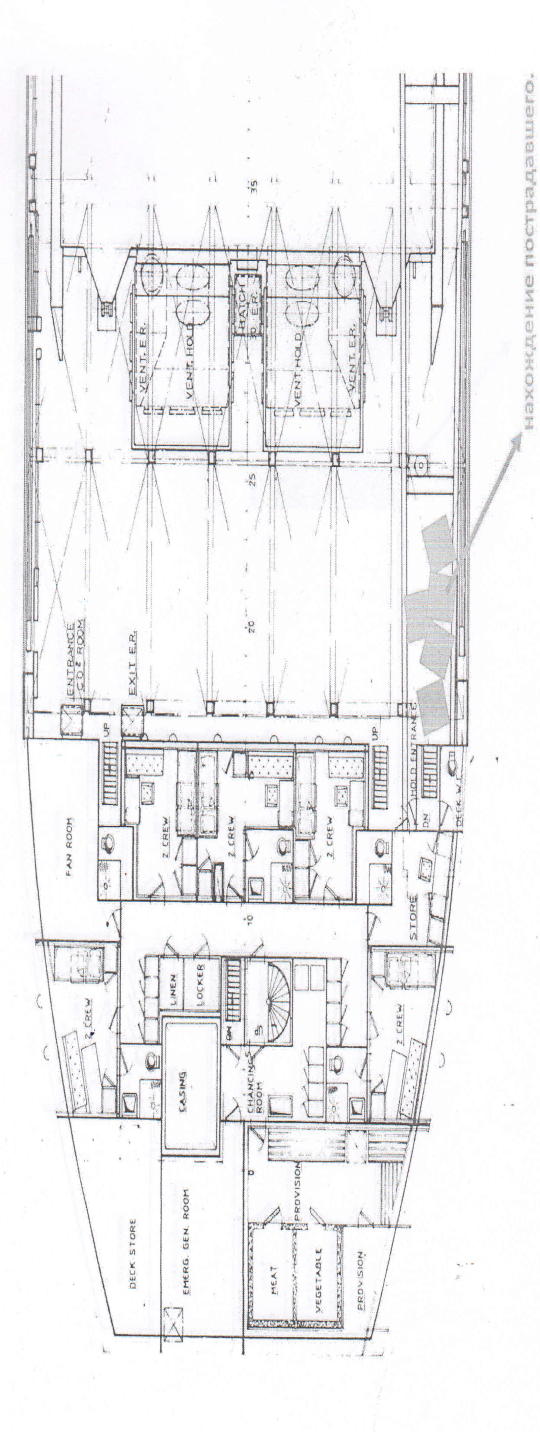 Нахождение пострадавшего.
35
HATCH
E.R.
VENT. E.R.
VENT. HOLD
VENT. HOLD
VENT. E.R.
25
20
ENTRANCE
CO² ROOM
EXIT E.R.
UP
UP
HOLD ENTRANCE
DN
DECK W
FAN ROOM
2 CREW
2 CREW
2 CREW
STORE
10
2 CREW
LINEN
LOCKER
DN
UP
2 CREW
CASING
CHANGING
ROOM
DECK STORE
EMERG. GEN. ROOM
PROVISION
MEAT
VEGETABLE
PROVISION